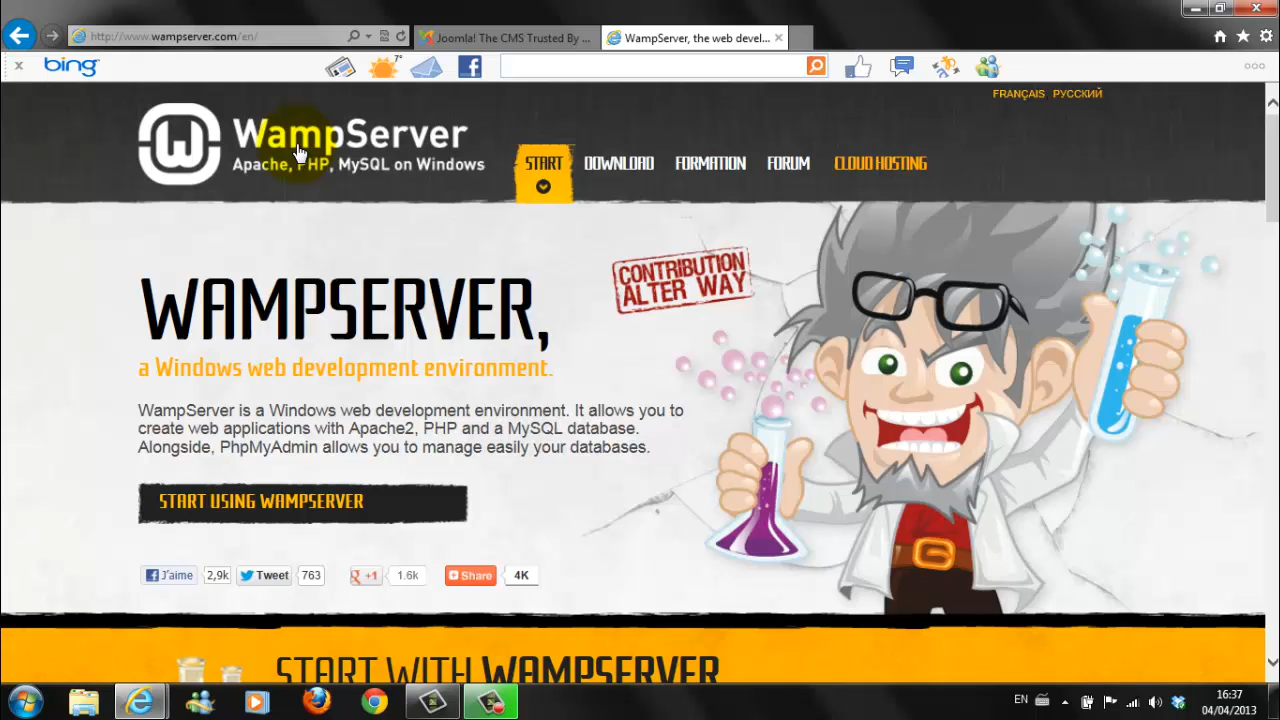 http://www.wampserver.com/en/
Joomla! The CMS Trusted By ...
WampServer, the web devel...
bing
7°
FRANÇAIS РУССКИЙ
WampServer
Apache, PHP, MySQL on Windows
START
DOWNLOAD
FORMATION
FORUM
CLOUD HOSTING
CONTRIBUTION
ALTER WAY
WAMPSERVER,
a Windows web development environment.
WampServer is a Windows web development environment. It allows you to
create web applications with Apache2, PHP and a MySQL database.
Alongside, PhpMyAdmin allows you to manage easily your databases.
START USING WAMPSERVER
J'aime 2,9k Tweet 763 +1 1.6k Share 4K
START WITH WAMPSERVER
EN
16:37
04/04/2013